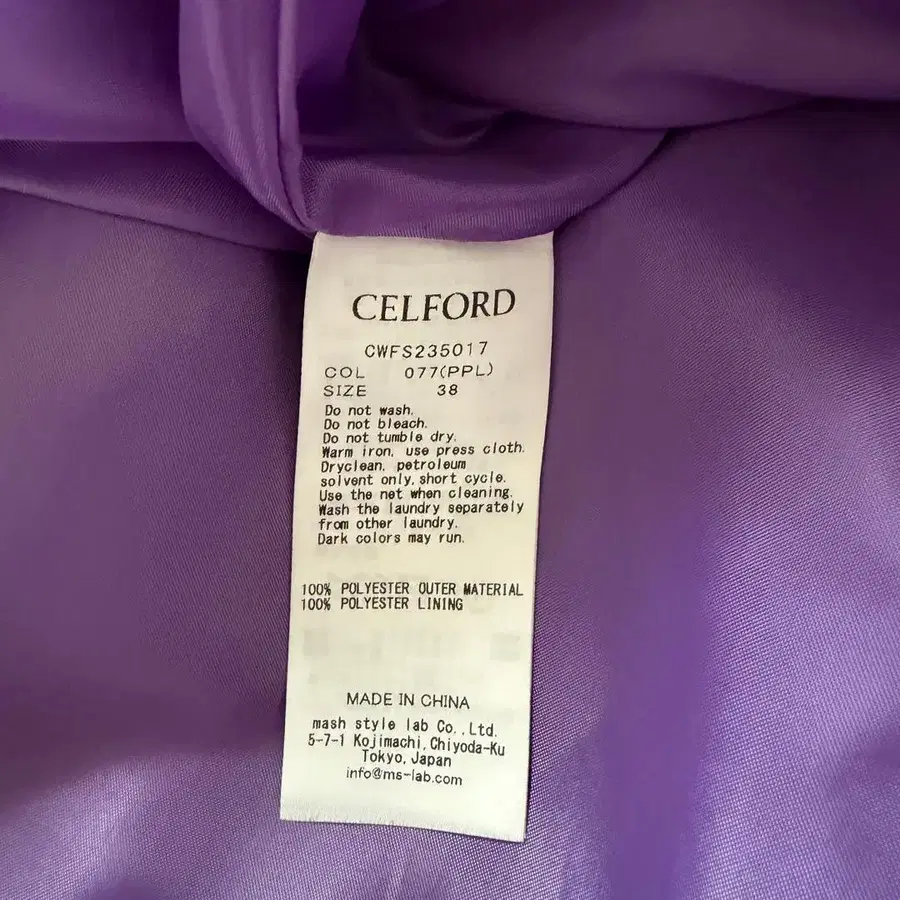 CELFORD
CWFS235017
COL 077(PPL)
SIZE 38
Do not wash.
Do not bleach.
Do not tumble dry.
Warm iron, use press cloth.
Dryclean, petroleum
solvent only,short cycle.
Use the net when cleaning.
Wash the laundry separately
from other laundry.
Dark colors may run.
100% POLYESTER OUTER MATERIAL
100% POLYESTER LINING
MADE IN CHINA
mash style lab Co.,Ltd.
5-7-1 Kojimachi,Chiyoda-Ku
Tokyo,Japan
info@ms-lab.com